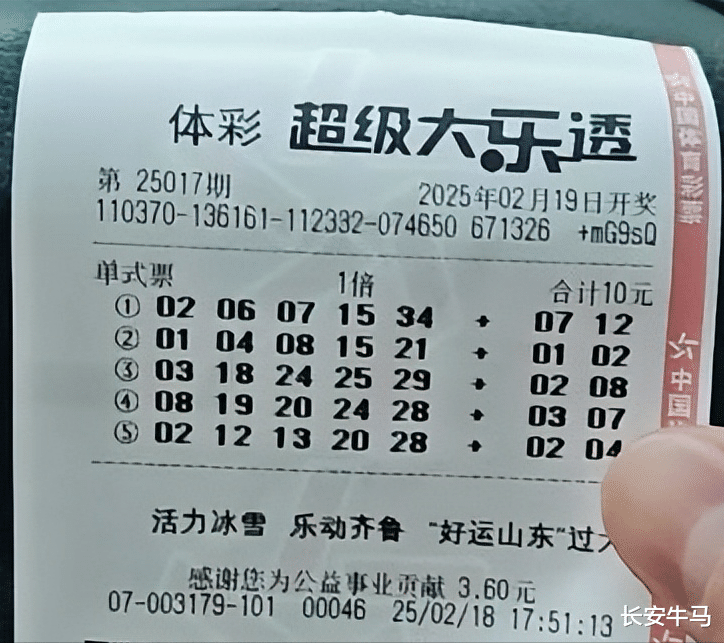 体彩 超级大乐透
第 25017期 2025年02月19日开奖
110370-136161-112332-074650 671326 +mG9sQ
单式票 1倍 合计10元
① 02 06 07 15 34 + 07 12
② 01 04 08 15 21 + 01 02
③ 03 18 24 25 29 + 02 08
④ 08 19 20 24 28 + 03 07
⑤ 02 12 13 20 28 + 02 04
活力冰雪 乐动齐鲁 “好运山东”过
感谢您为公益事业贡献 3.60元
07-003179-101 00046 25/02/18 17:51:13
中国体育彩
中国
长安牛马